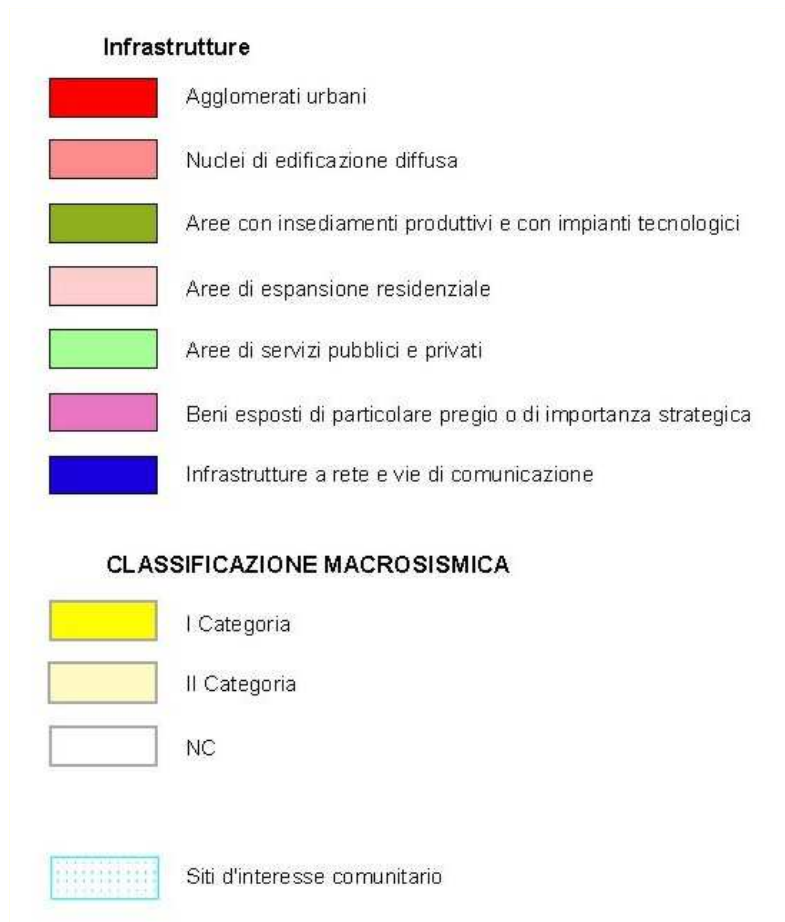 Infrastrutture
Agglomerati urbani
Nuclei di edificazione diffusa
Aree con insediamenti produttivi e con impianti tecnologici
Aree di espansione residenziale
Aree di servizi pubblici e privati
Beni esposti di particolare pregio o di importanza strategica
Infrastrutture a rete e vie di comunicazione
CLASSIFICAZIONE MACROSISMICA
I Categoria
II Categoria
NC
Siti d'interesse comunitario